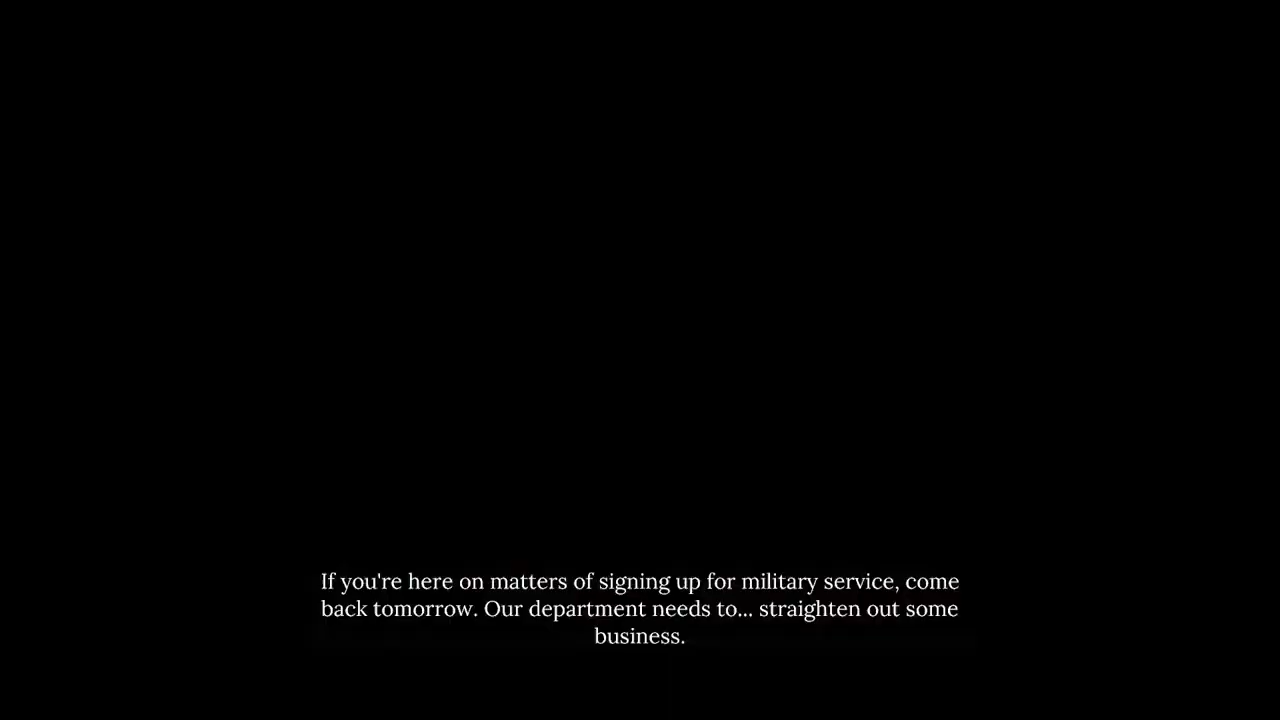 If you're here on matters of signing up for military service, come
back tomorrow. Our department needs to... straighten out some
business.